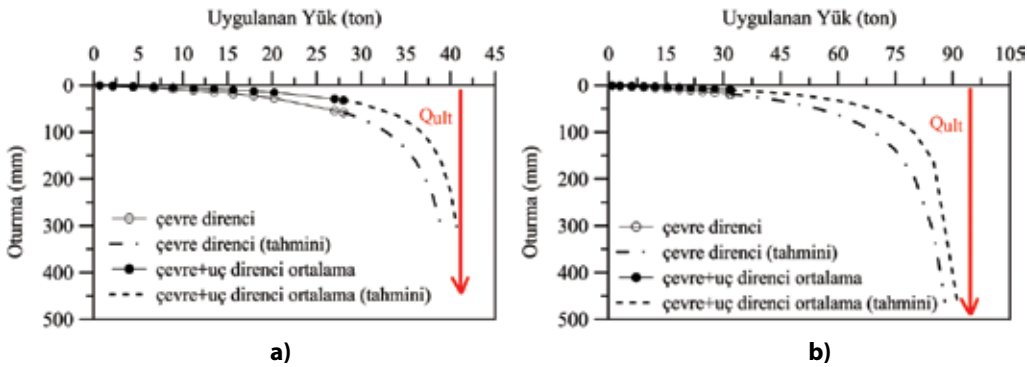 Uygulanan Yük (ton)
0 5 10 15 20 25 30 35 40 45
0
100
200
300
400
500
Oturma (mm)
Qult
çevre direnci
çevre direnci (tahmini)
çevre+uç direnci ortalama
çevre+uç direnci ortalama (tahmini)
a)
Uygulanan Yük (ton)
0 15 30 45 60 75 90 105
0
100
200
300
400
500
Oturma (mm)
Qult
çevre direnci
çevre direnci (tahmini)
çevre+uç direnci ortalama
çevre+uç direnci ortalama (tahmini)
b)